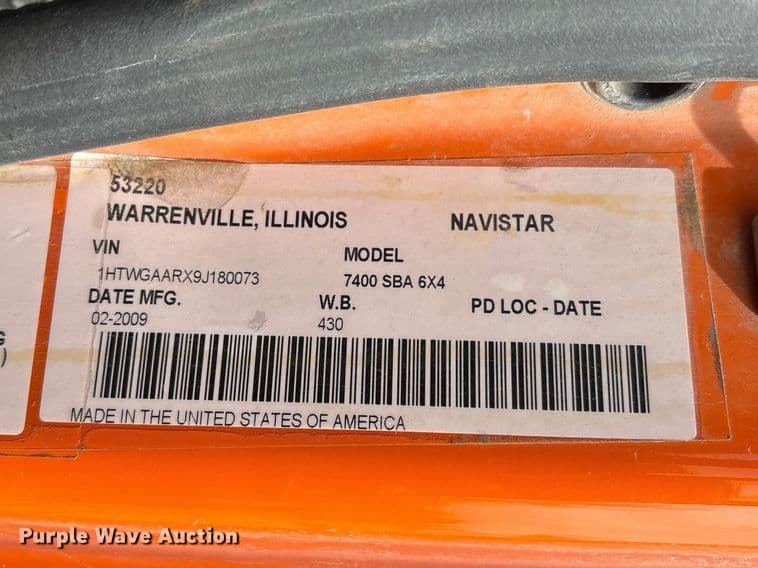 53220
WARRENVILLE, ILLINOIS NAVISTAR
VIN MODEL
1HTWGAARX9J180073 7400 SBA 6X4
DATE MFG. W.B. PD LOC - DATE
02-2009 430
MADE IN THE UNITED STATES OF AMERICA
G
)
Purple Wave Auction